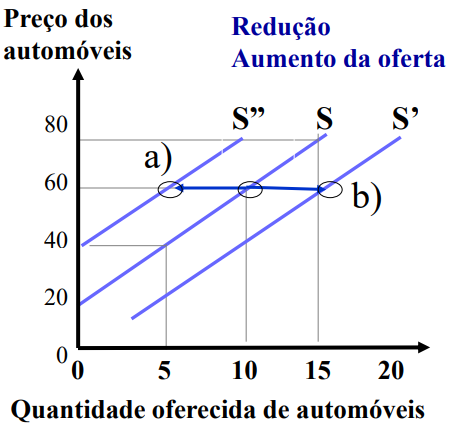 Preço dos
automóveis
Redução
Aumento da oferta
S” S S’
80
a)
60
b)
40
20
0
0 5 10 15 20
Quantidade oferecida de automóveis